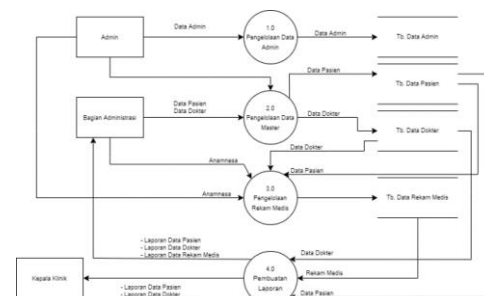 Admin
Data Admin
1.0
Pengelolaan Data
Admin
Data Admin
Tb. Data Admin
Data Pasien
Tb. Data Pasien
Bagian Administrasi
Data Pasien
Data Dokter
2.0
Pengelolaan Data
Master
Data Dokter
Tb. Data Dokter
Data Dokter
Anamnesa
Data Pasien
Anamnesa
3.0
Pengelolaan
Rekam Medis
Tb. Data Rekam Medis
- Laporan Data Pasien
- Laporan Data Dokter
- Laporan Data Rekam Medis
Data Dokter
Kepala Klinik
4.0
Pembuatan
Laporan
Rekam Medis
- Laporan Data Pasien
- Laporan Data Dokter
Data Pasien